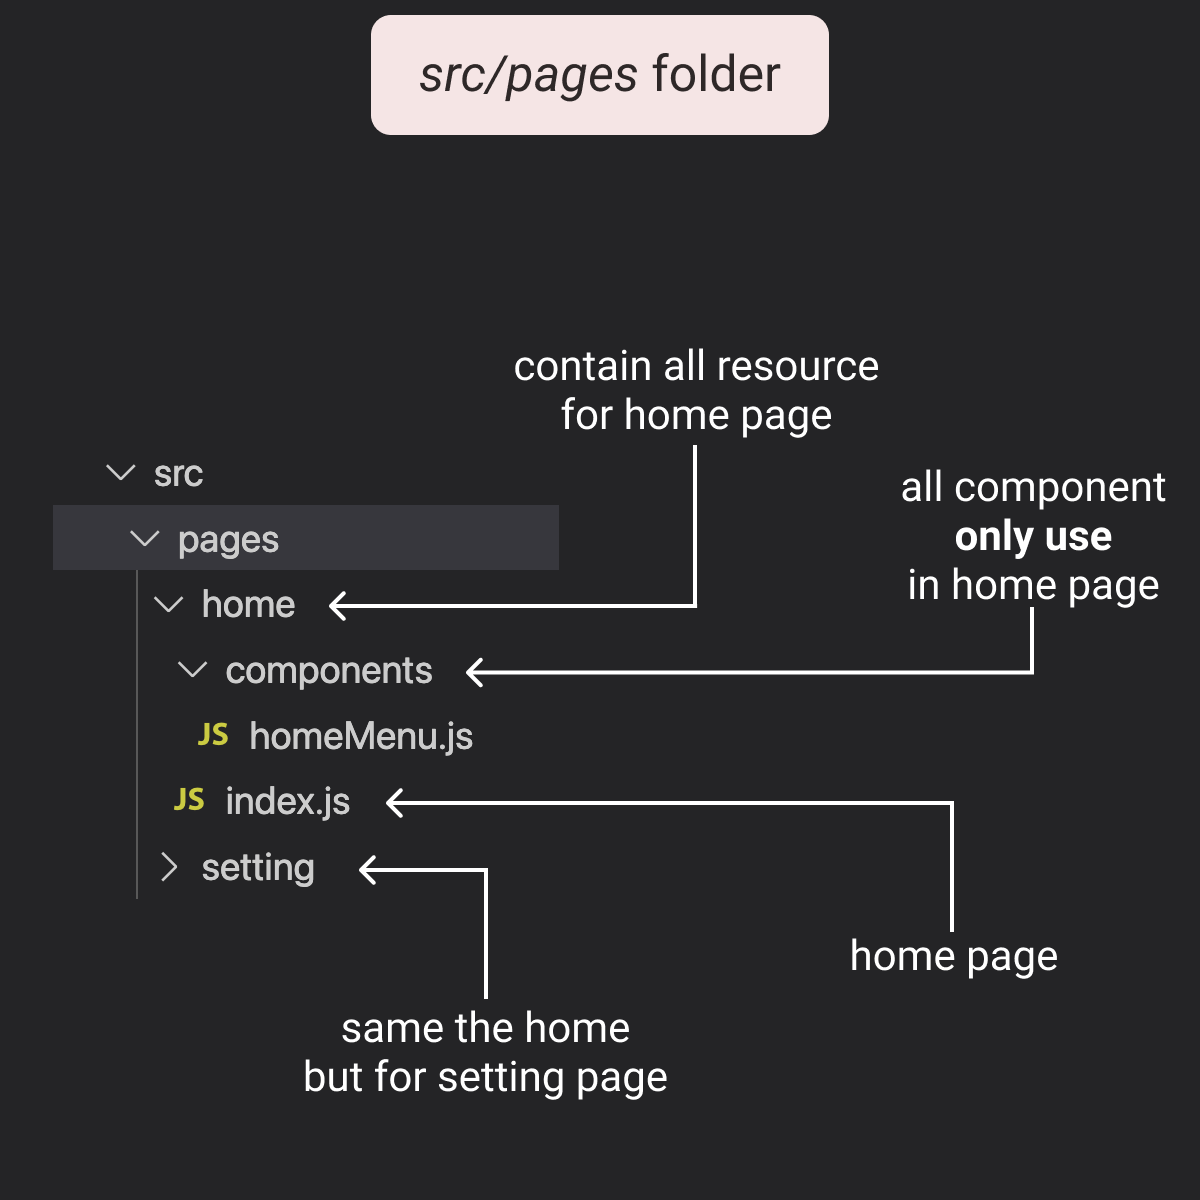 src/pages folder
contain all resource
for home page
src
all component
pages
only use
in home page
home
components
JS homeMenu.js
JS index.js
setting
home page
same the home
but for setting page